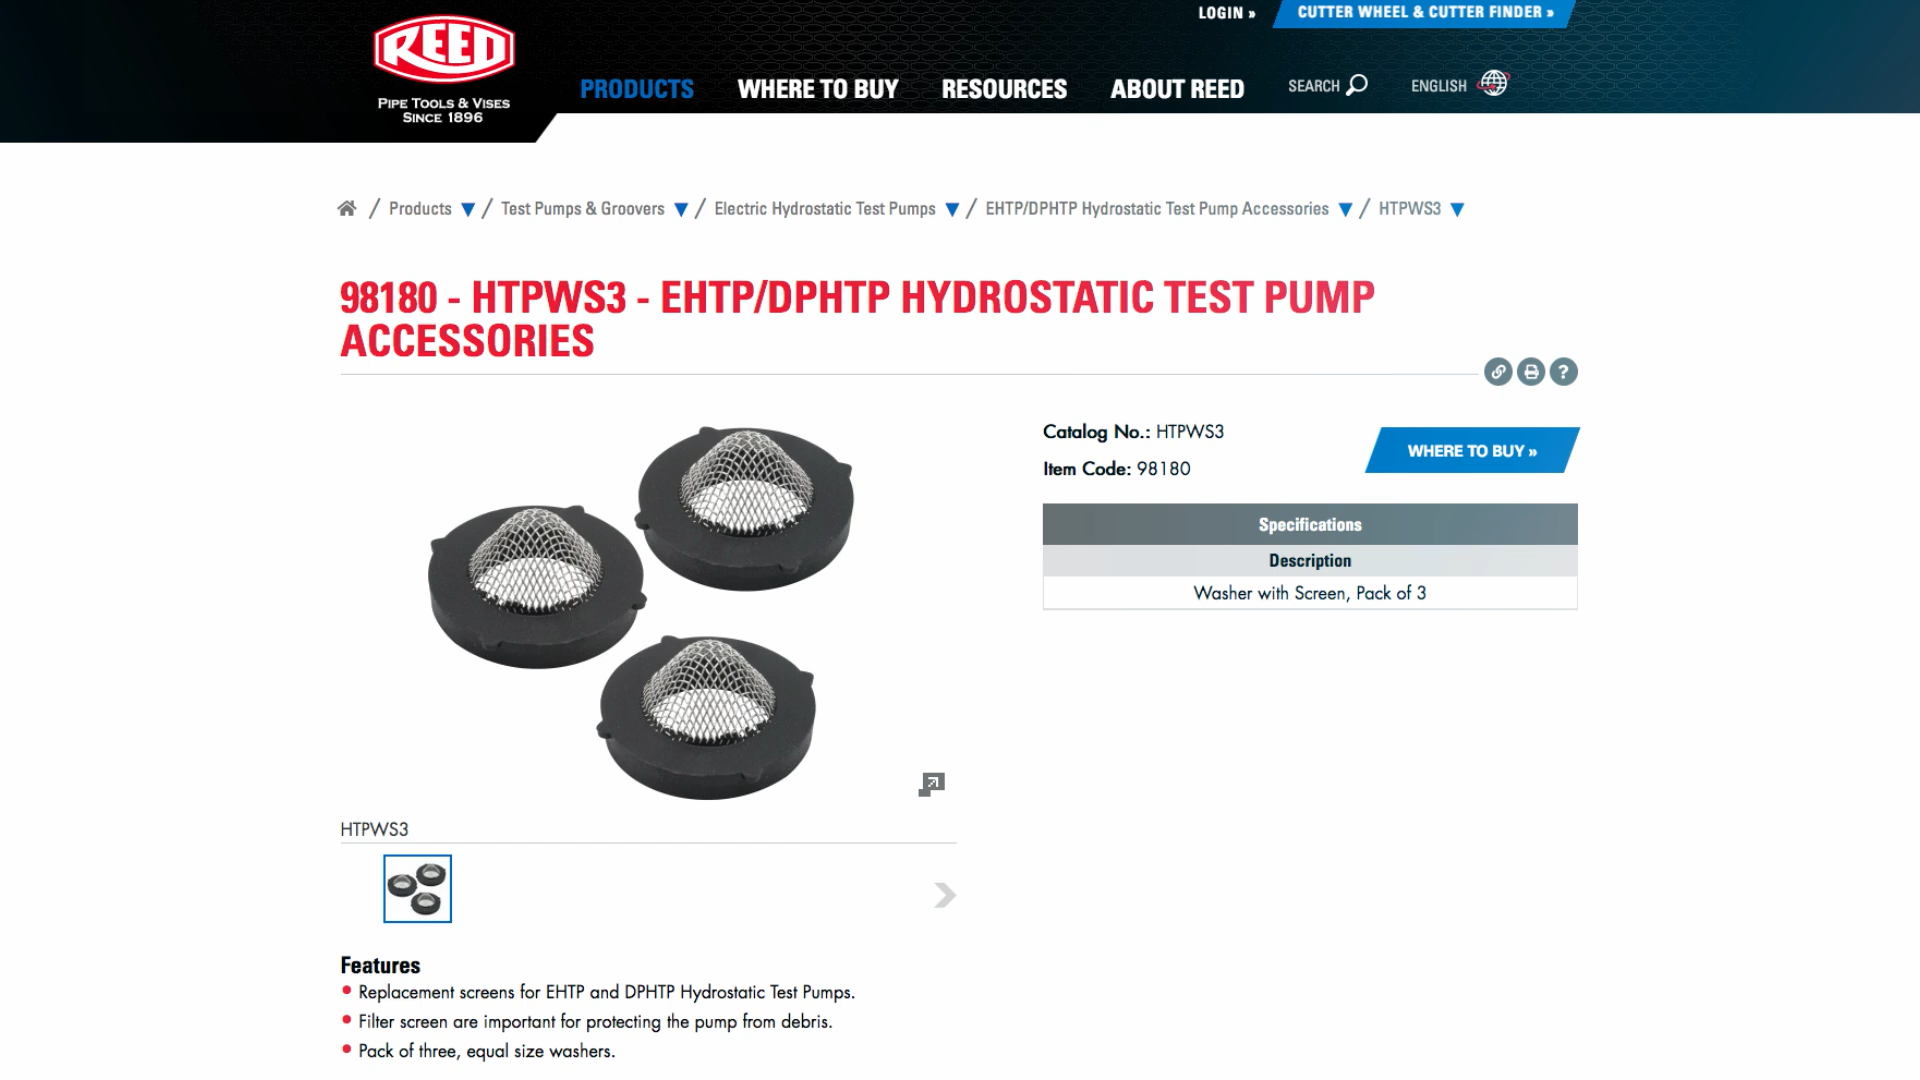 LOGIN »
CUTTER WHEEL & CUTTER FINDER »
REED
PIPE TOOLS & VISES
SINCE 1896
PRODUCTS
WHERE TO BUY
RESOURCES
ABOUT REED
SEARCH
ENGLISH
/ Products ▼ / Test Pumps & Groovers ▼ / Electric Hydrostatic Test Pumps ▼ / EHTP/DPHTP Hydrostatic Test Pump Accessories ▼ / HTPWS3 ▼
98180 - HTPWS3 - EHTP/DPHTP HYDROSTATIC TEST PUMP
ACCESSORIES
?
Catalog No.: HTPWS3
Item Code: 98180
WHERE TO BUY »
Specifications
Description
Washer with Screen, Pack of 3
HTPWS3
Features
• Replacement screens for EHTP and DPHTP Hydrostatic Test Pumps.
• Filter screen are important for protecting the pump from debris.
• Pack of three, equal size washers.